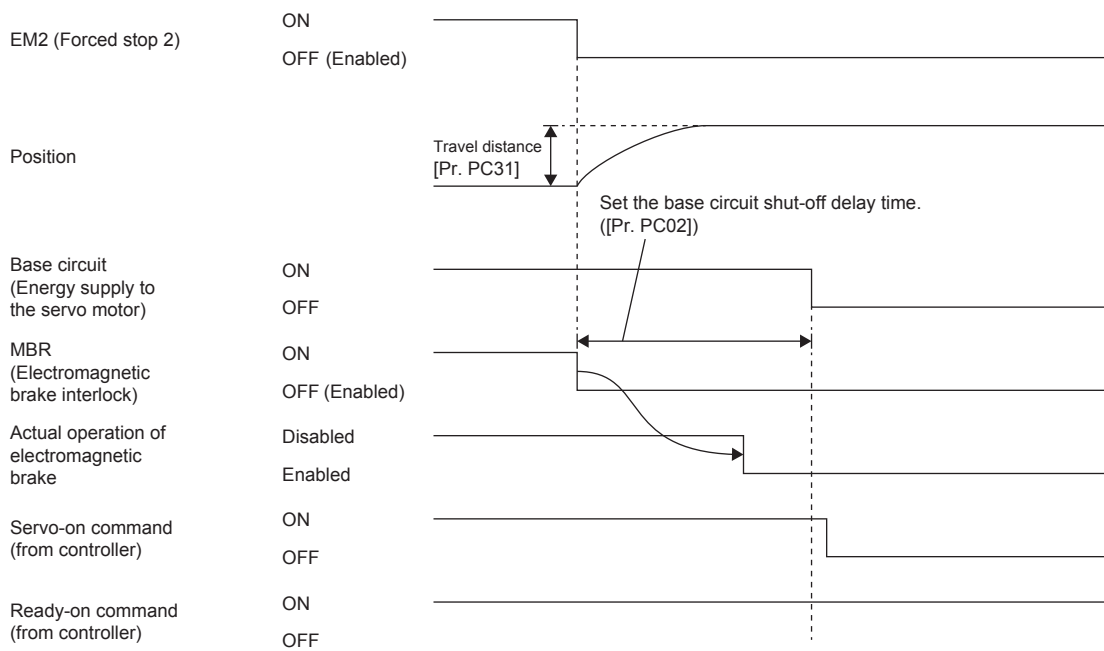 EM2 (Forced stop 2)
ON
OFF (Enabled)
Position
Travel distance
[Pr. PC31]
Set the base circuit shut-off delay time.
([Pr. PC02])
Base circuit
(Energy supply to
the servo motor)
ON
OFF
MBR
(Electromagnetic
brake interlock)
ON
OFF (Enabled)
Actual operation of
electromagnetic
brake
Disabled
Enabled
Servo-on command
(from controller)
ON
OFF
Ready-on command
(from controller)
ON
OFF